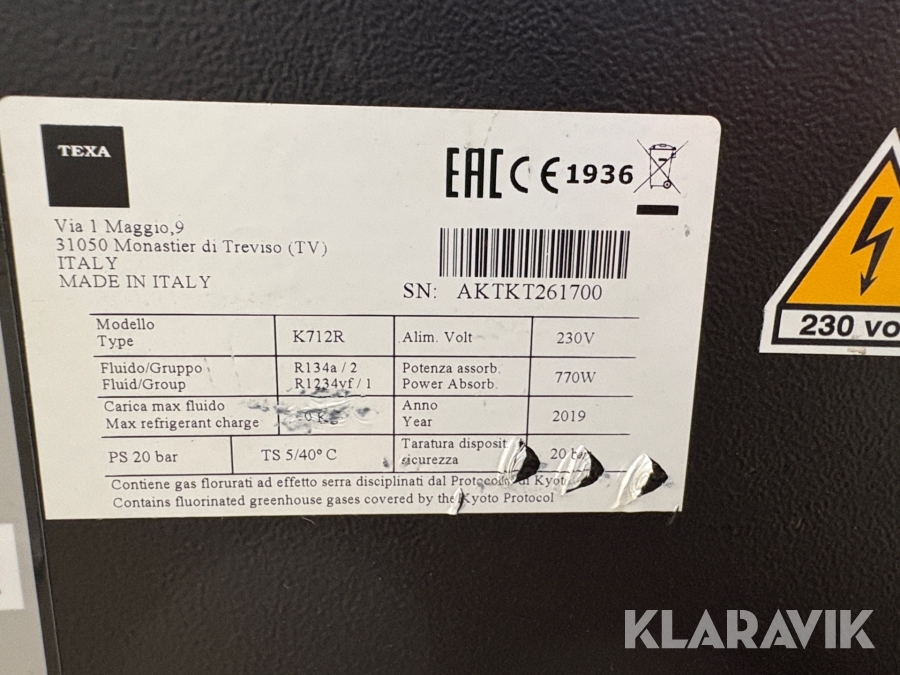 TEXA
EAC CE 1936
Via 1 Maggio,9
31050 Monastier di Treviso (TV)
ITALY
MADE IN ITALY
SN: AKTKT261700
Modello
Type
K712R
Alim. Volt
230V
Fluido/Gruppo
Fluid/Group
R134a / 2
R1234yf / 1
Potenza assorb.
Power Absorb.
770W
Carica max fluido
Max refrigerant charge
Anno
Year
2019
PS 20 bar
TS 5/40° C
Taratura disposit
sicurezza
20
Contiene gas florurati ad effetto serra disciplinati dal Protocollo di Kyot
Contains fluorinated greenhouse gases covered by the Kyoto Protocol
230 vo
KLARAVIK